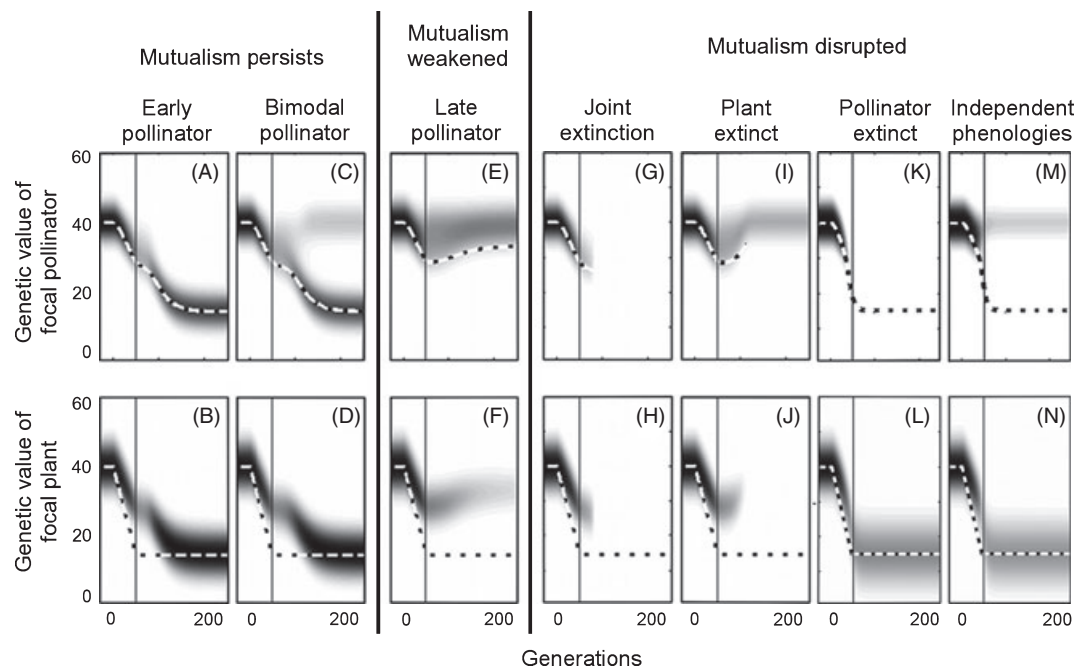 Mutualism persists
Mutualism
weakened
Mutualism disrupted
Early
pollinator
Bimodal
pollinator
Late
pollinator
Joint
extinction
Plant
extinct
Pollinator
extinct
Independent
phenologies
Genetic value of
focal pollinator
60
40
20
0
(A)
(C)
(E)
(G)
(I)
(K)
(M)
Genetic value of
focal plant
60
40
20
0
(B)
(D)
(F)
(H)
(J)
(L)
(N)
0 200
0 200
0 200
0 200
0 200
0 200
0 200
Generations